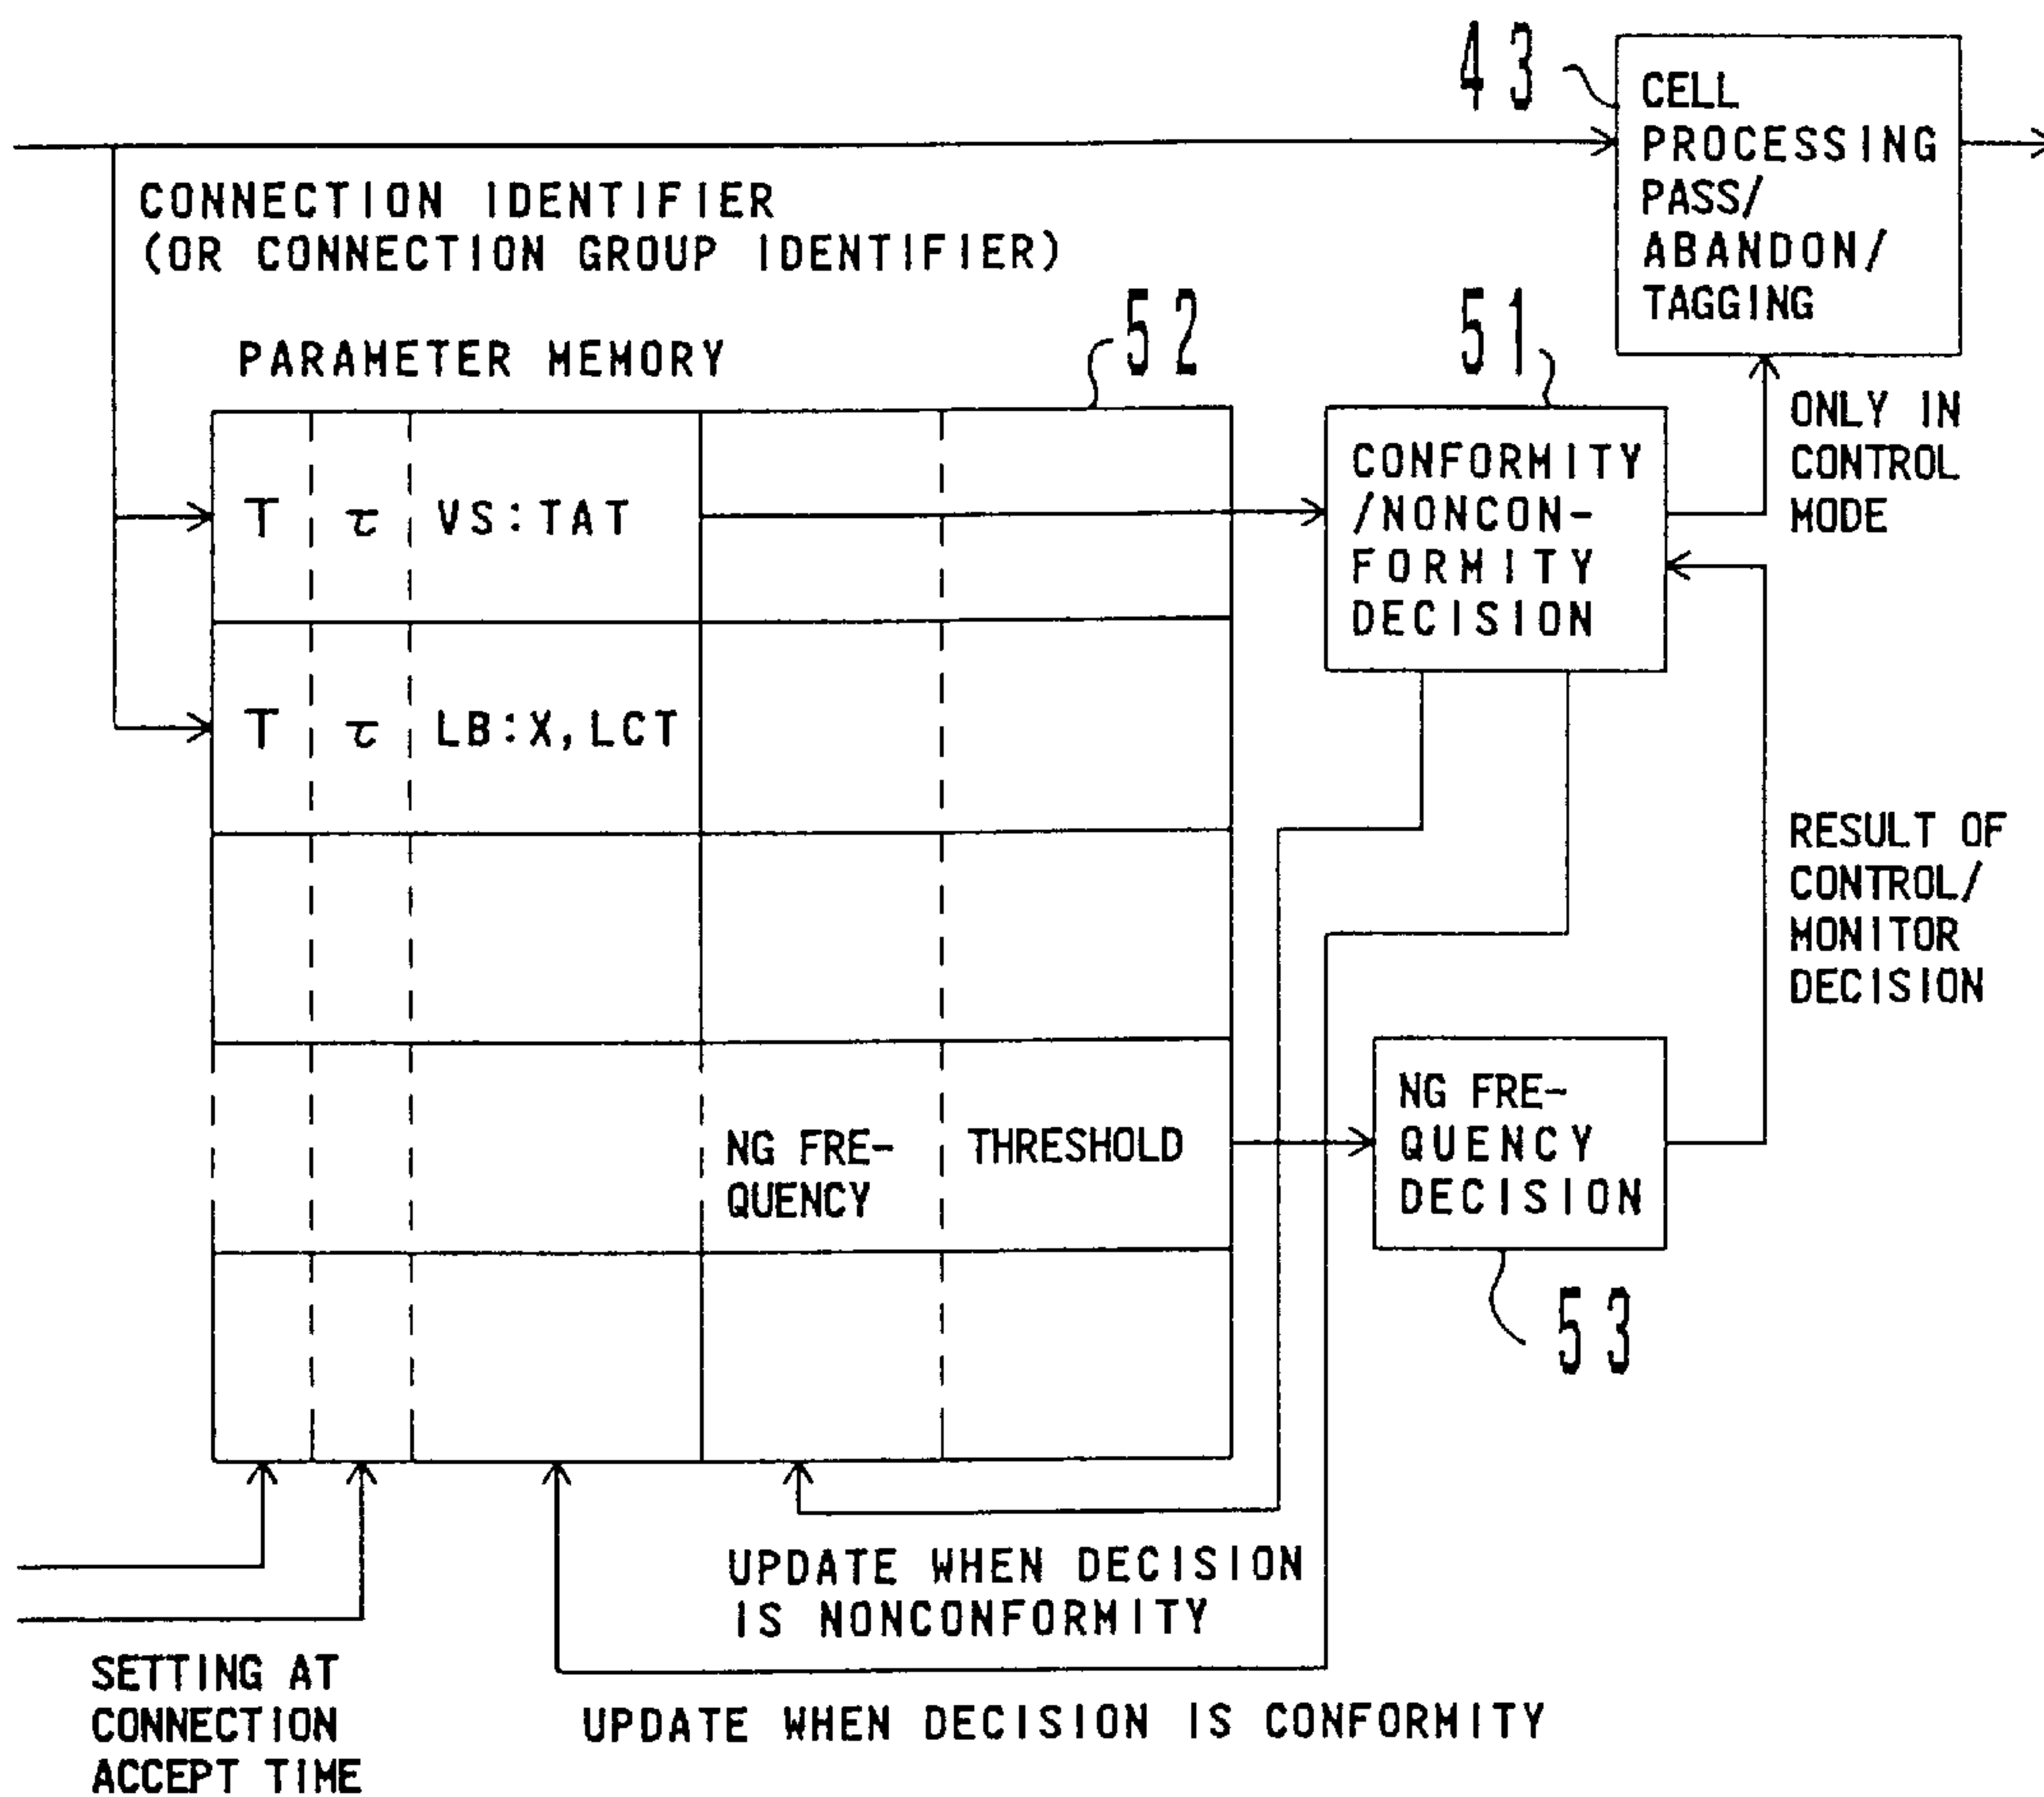 43
CELL
PROCESSING
PASS/
ABANDON/
TAGGING
CONNECTION IDENTIFIER
(OR CONNECTION GROUP IDENTIFIER)
PARAMETER MEMORY
52
51
ONLY IN
CONTROL
MODE
T τ VS:TAT
CONFORMITY
/NONCON-
FORMITY
DECISION
T τ LB:X,LCT
RESULT OF
CONTROL/
MONITOR
DECISION
NG FRE-
QUENCY
THRESHOLD
NG FRE-
QUENCY
DECISION
53
UPDATE WHEN DECISION
IS NONCONFORMITY
SETTING AT
CONNECTION
ACCEPT TIME
UPDATE WHEN DECISION IS CONFORMITY